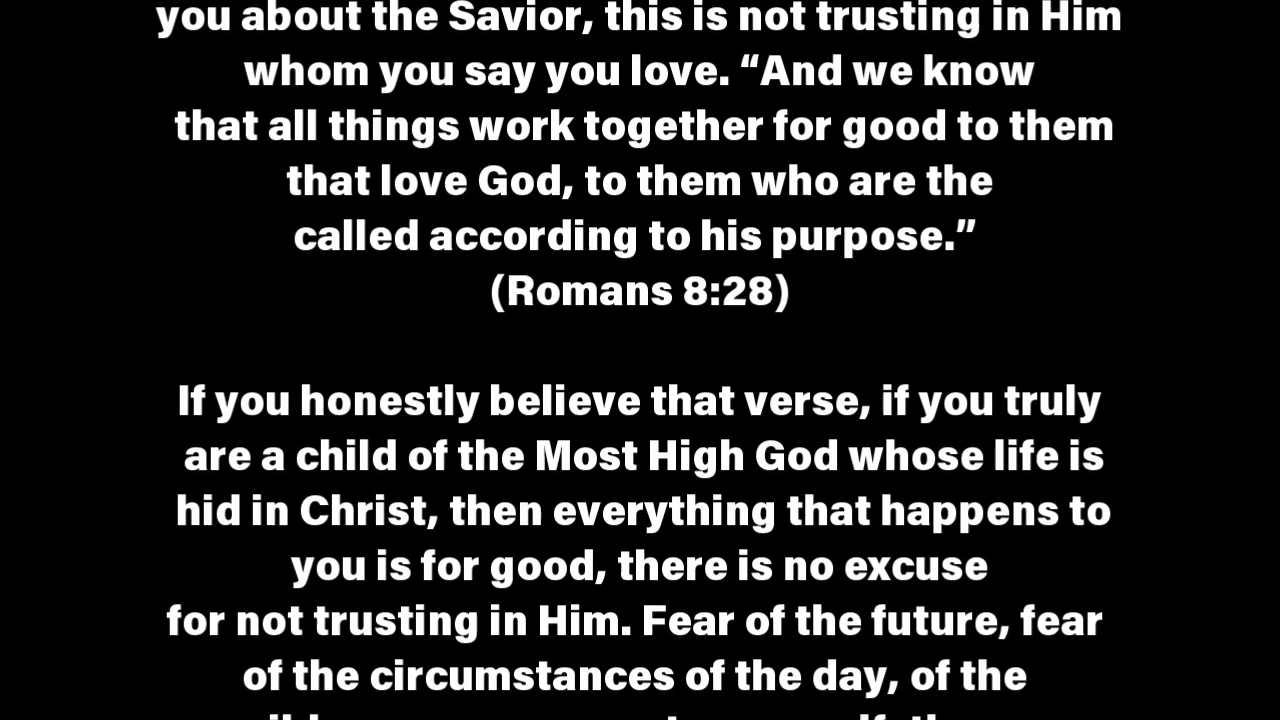 you about the Savior, this is not trusting in Him
whom you say you love. “And we know
that all things work together for good to them
that love God, to them who are the
called according to his purpose.”
(Romans 8:28)
If you honestly believe that verse, if you truly
are a child of the Most High God whose life is
hid in Christ, then everything that happens to
you is for good, there is no excuse
for not trusting in Him. Fear of the future, fear
of the circumstances of the day, of the